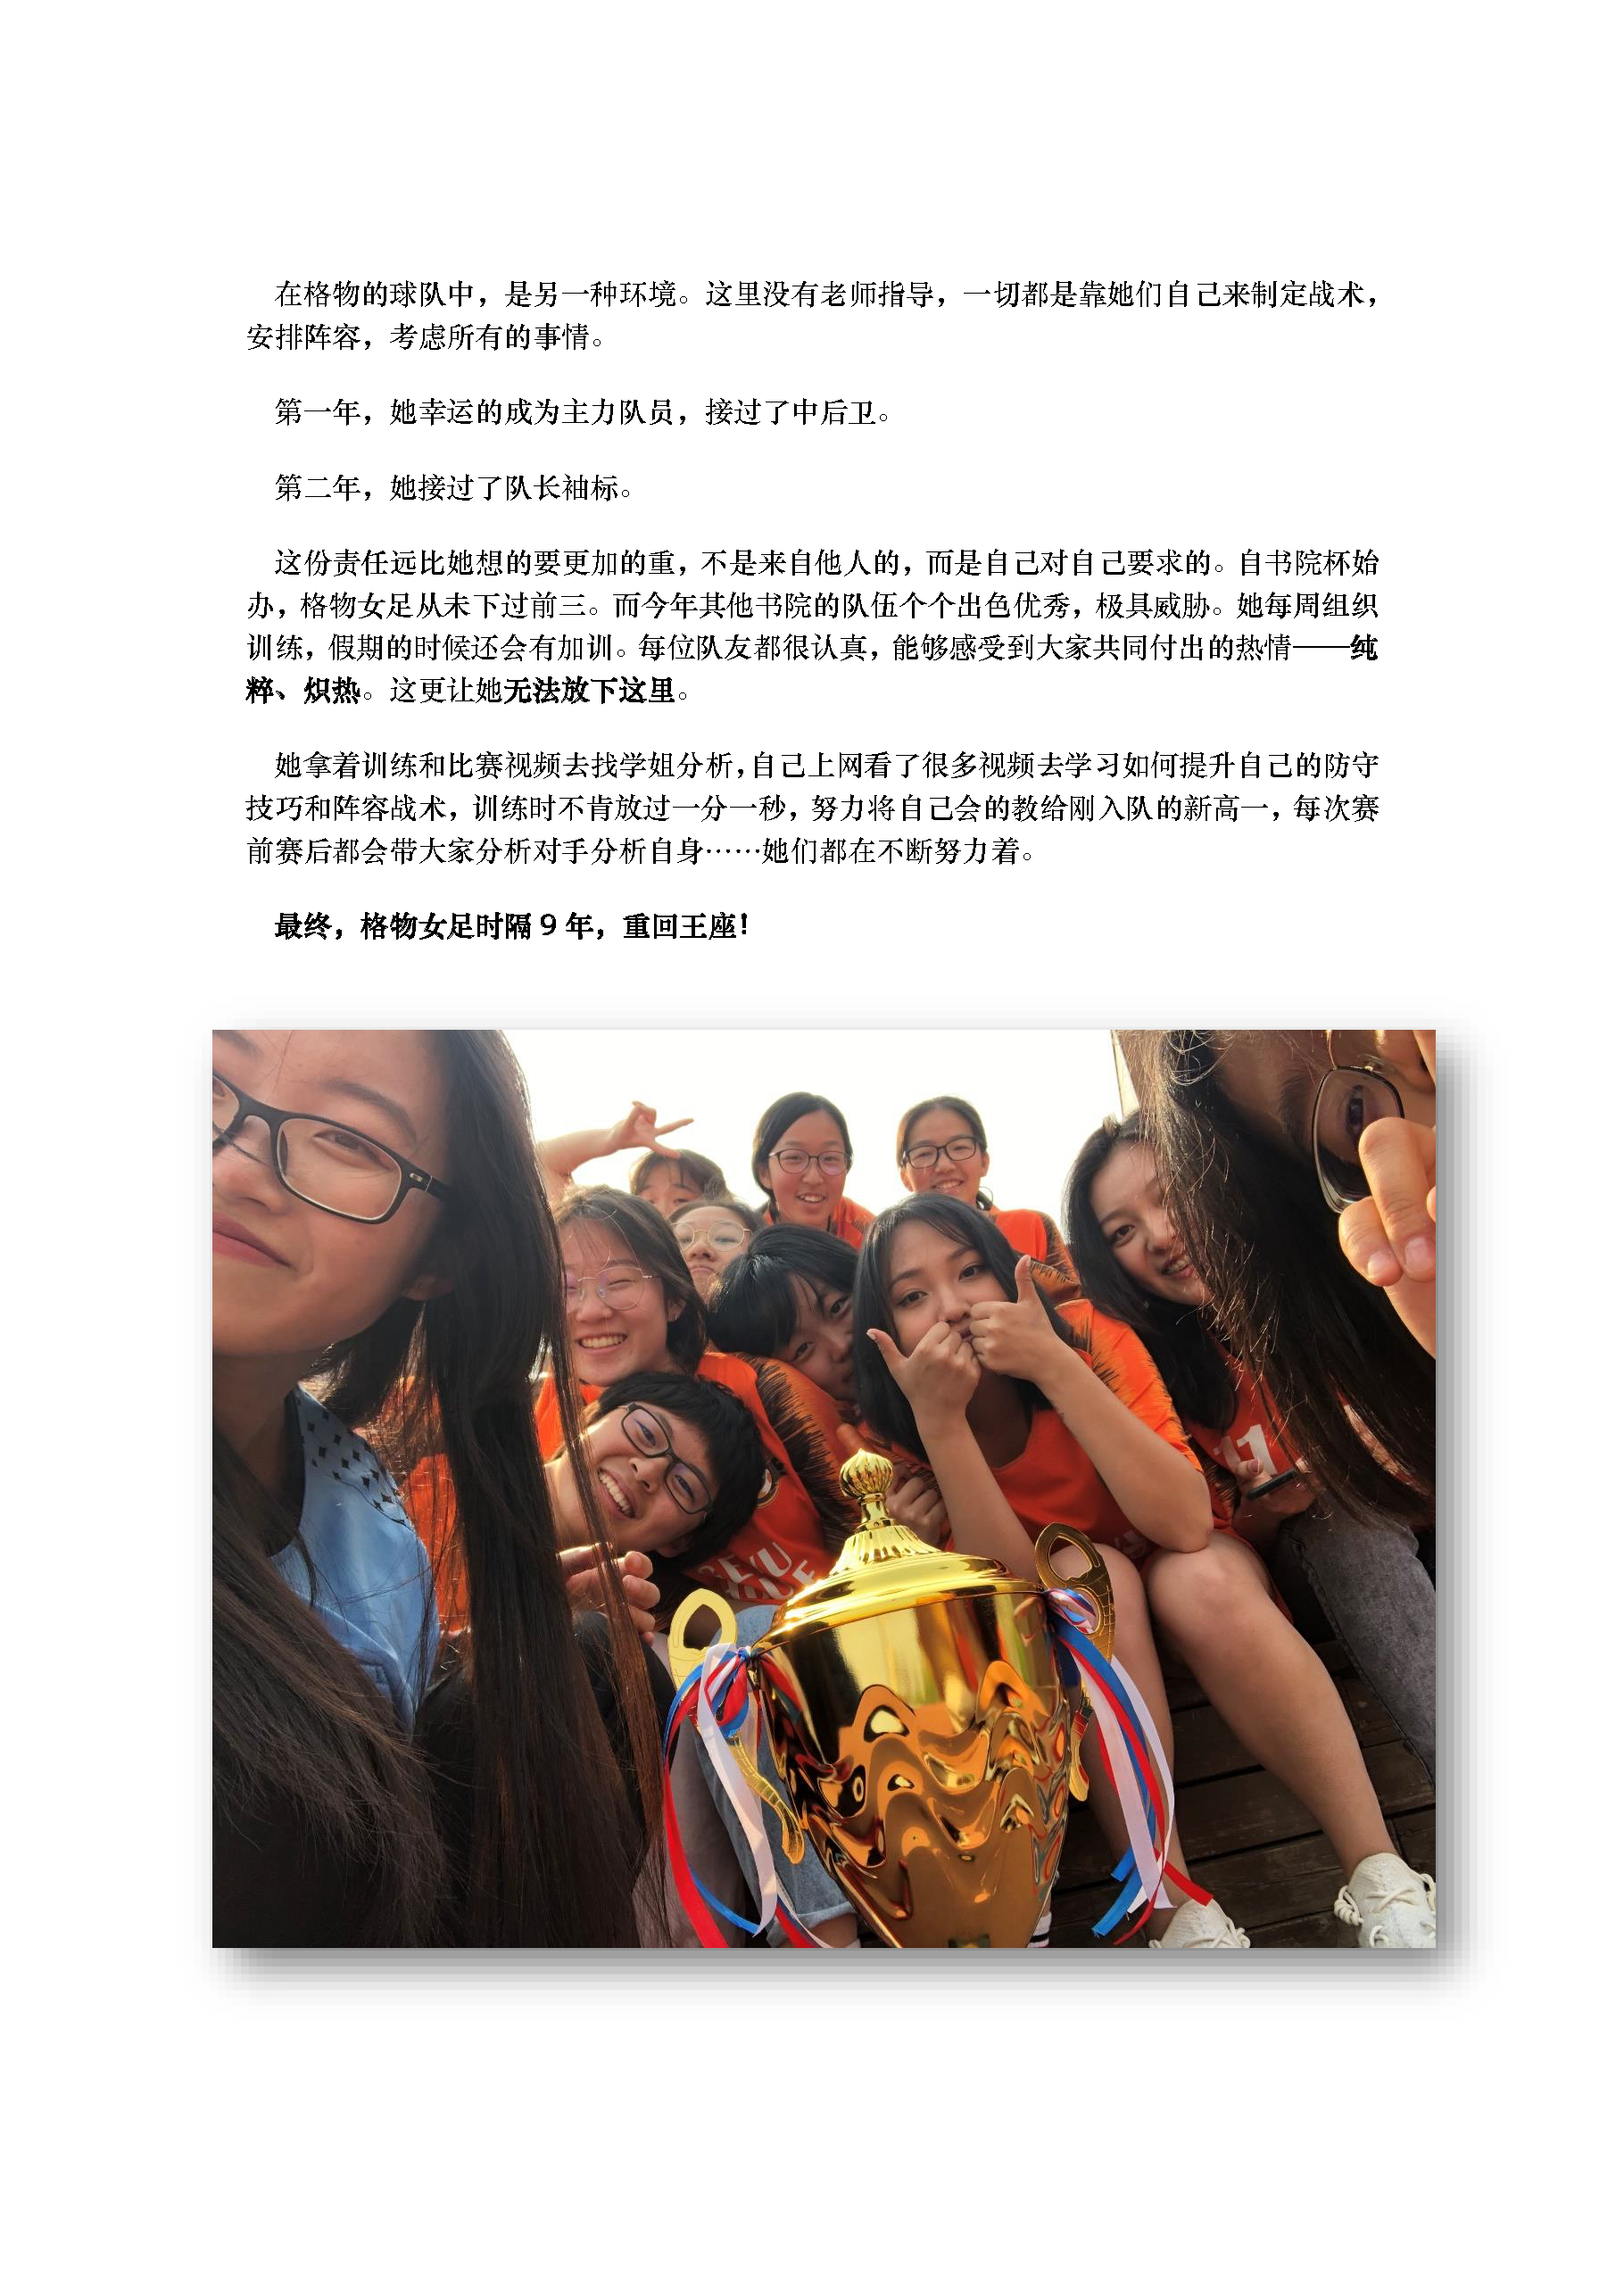 在格物的球队中，是另一种环境。这里没有老师指导，一切都是靠她们自己来制定战术，
安排阵容，考虑所有的事情。
第一年，她幸运的成为主力队员，接过了中后卫。
第二年，她接过了队长袖标。
这份责任远比她想的要更加的重，不是来自他人的，而是自己对自己要求的。自书院杯始
办，格物女足从未下过前三。而今年其他书院的队伍个个出色优秀，极具威胁。她每周组织
训练，假期的时候还会有加训。每位队友都很认真，能够感受到大家共同付出的热情——纯
粹、炽热。这更让她无法放下这里。
她拿着训练和比赛视频去找学姐分析，自己上网看了很多视频去学习如何提升自己的防守
技巧和阵容战术，训练时不肯放过一分一秒，努力将自己会的教给刚入队的新高一，每次赛
前赛后都会带大家分析对手分析自身……她们都在不断努力着。
最终，格物女足时隔 9 年，重回王座！
11